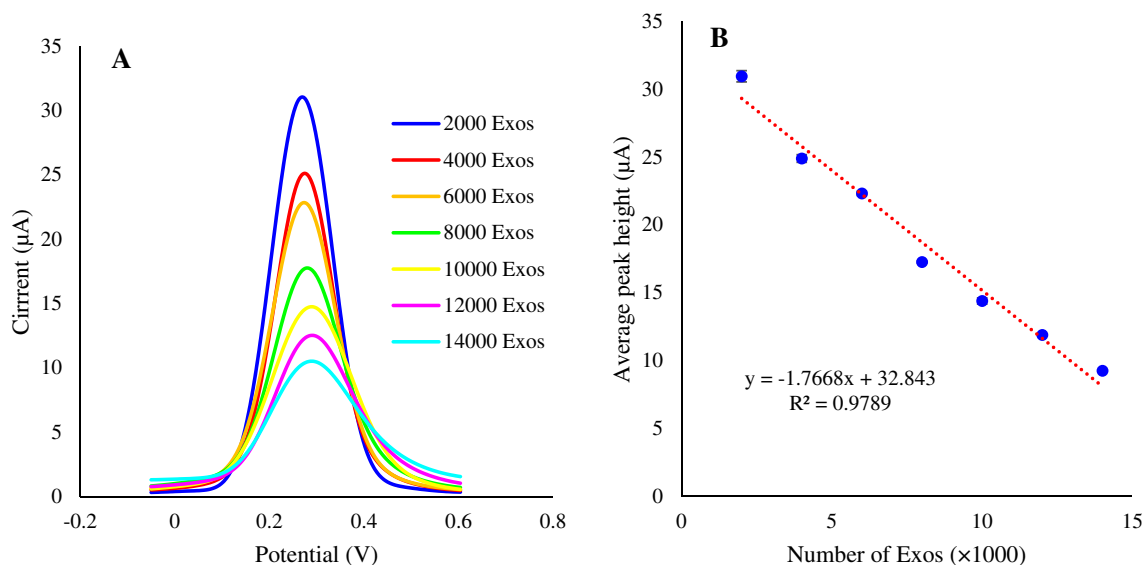 A
35
30
25
20
15
10
5
0
-0.2
0
0.2
0.4
0.6
0.8
Cirrrent (µA)
Potential (V)
2000 Exos
4000 Exos
6000 Exos
8000 Exos
10000 Exos
12000 Exos
14000 Exos
B
35
30
25
20
15
10
5
0
0
5
10
15
Average peak height (µA)
Number of Exos (×1000)
y = -1.7668x + 32.843
R² = 0.9789